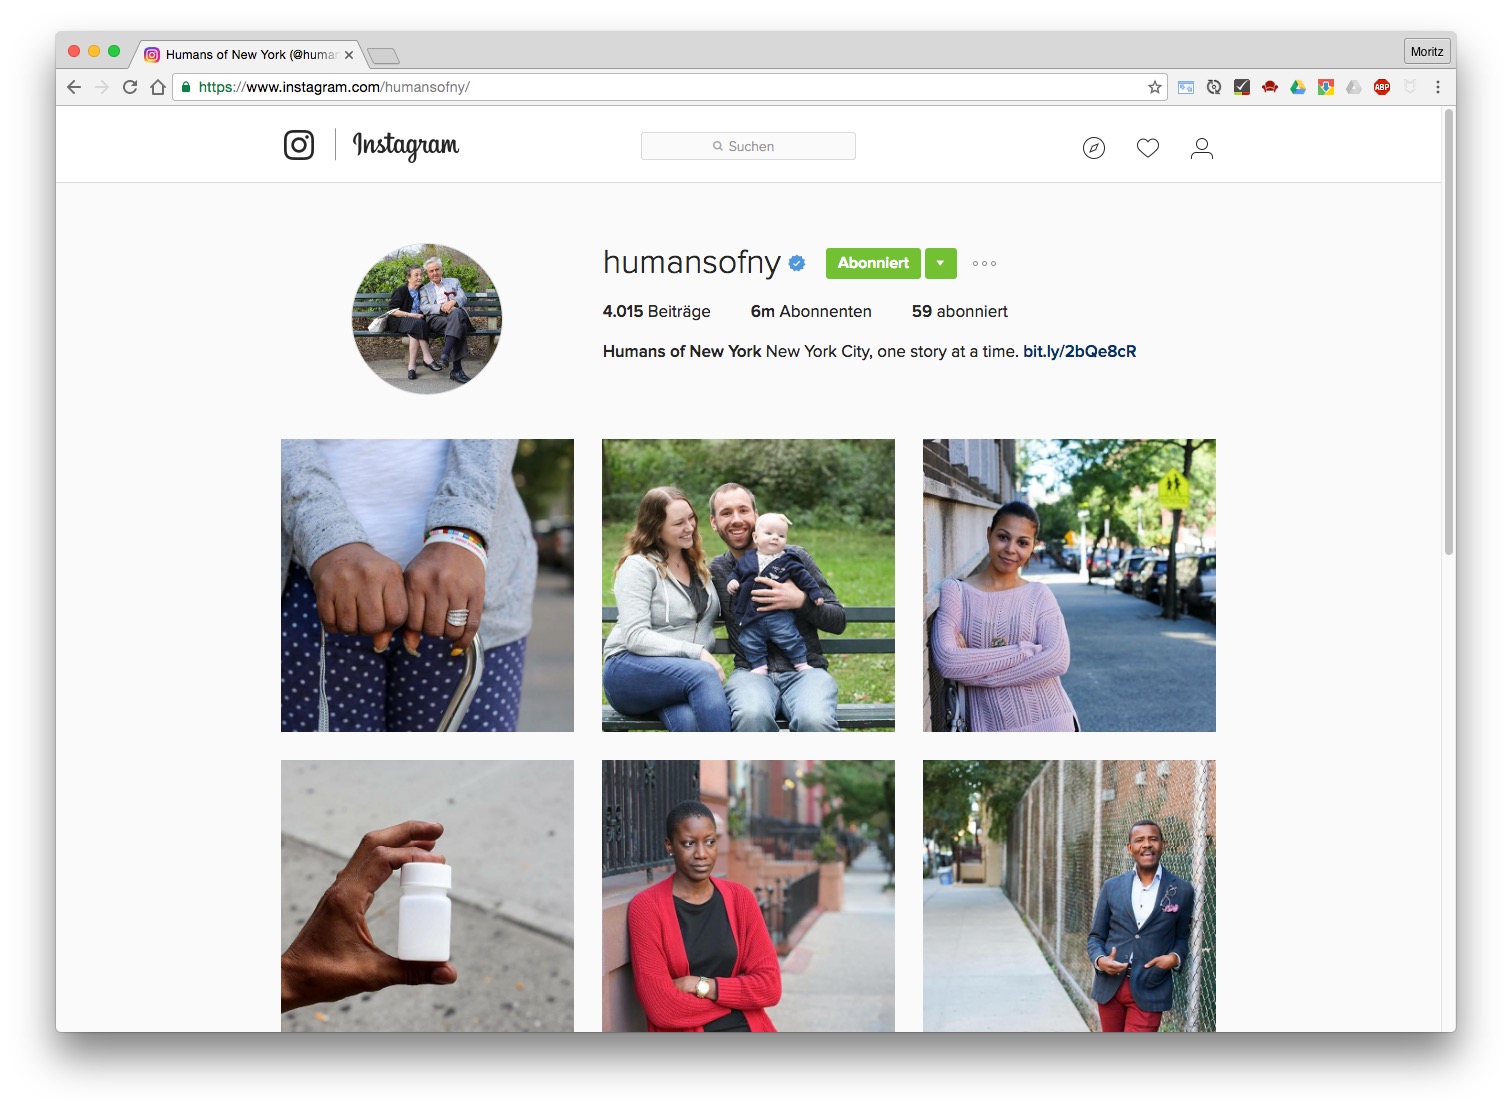 Humans of New York (@huma
Moritz
https://www.instagram.com/humansofny/
ABP
Instagram
Suchen
humansofny
Abonniert
4.015 Beiträge 6m Abonnenten 59 abonniert
Humans of New York New York City, one story at a time. bit.ly/2bQe8cR